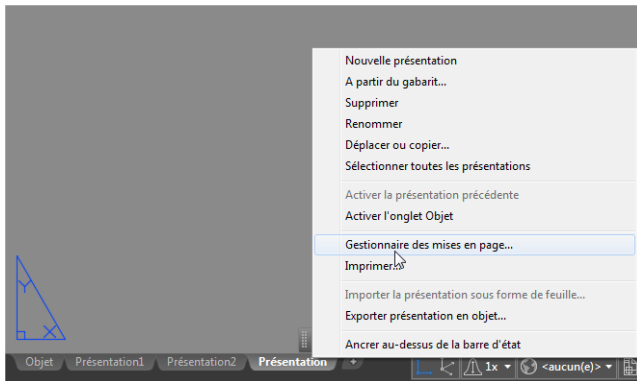 Nouvelle présentation
A partir du gabarit...
Supprimer
Renommer
Déplacer ou copier...
Sélectionner toutes les présentations
Activer la présentation précédente
Activer l'onglet Objet
Gestionnaire des mises en page...
Imprimer...
Importer la présentation sous forme de feuille...
Exporter présentation en objet...
Ancrer au-dessus de la barre d'état
Y
X
Objet Présentation1 Présentation2 Présentation + 1x <aucun(e)>